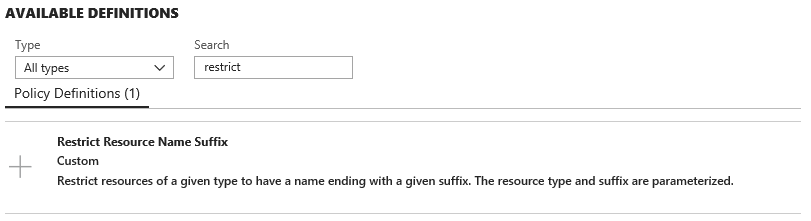 AVAILABLE DEFINITIONS
Type Search
All types restrict
Policy Definitions (1)
Restrict Resource Name Suffix
Custom
Restrict resources of a given type to have a name ending with a given suffix. The resource type and suffix are parameterized.